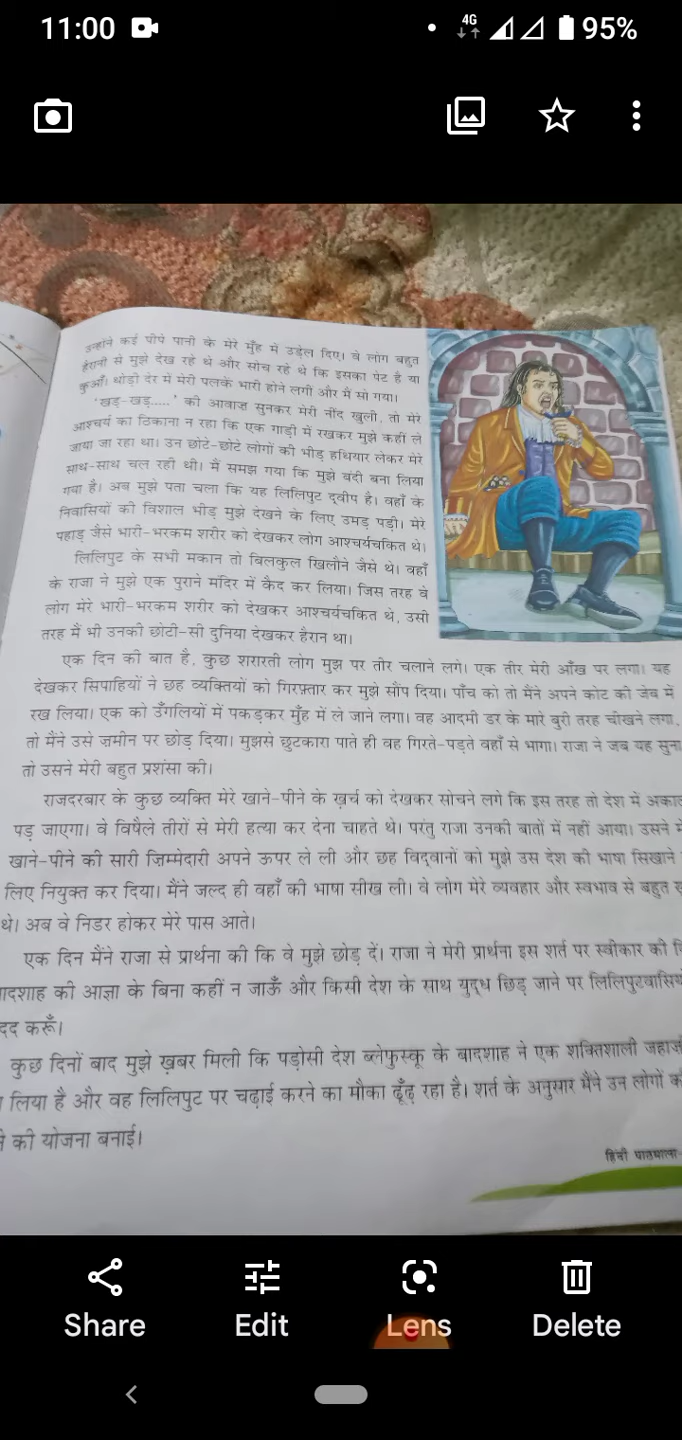 11:00
4G
95%
उन्होंने कई पीपे पानी के मेरे मुँह में उड़ेल दिए। वे लोग बहुत
हैरानी से मुझे देख रहे थे और सोच रहे थे कि इसका पेट है या
कुआँ। थोड़ी देर में मेरी पलकें भारी होने लगीं और मैं सो गया।
'खड़-खड़.....' की आवाज़ सुनकर मेरी नींद खुली, तो मेरे
आश्चर्य का ठिकाना न रहा कि एक गाड़ी में रखकर मुझे कहीं ले
जाया जा रहा था। उन छोटे-छोटे लोगों की भीड़ हथियार लेकर मेरे
साथ-साथ चल रही थी। मैं समझ गया कि मुझे बंदी बना लिया
गया है। अब मुझे पता चला कि यह लिलिपुट द्वीप है। वहाँ के
निवासियों की विशाल भीड़ मुझे देखने के लिए उमड़ पड़ी। मेरे
पहाड़ जैसे भारी-भरकम शरीर को देखकर लोग आश्चर्यचकित थे।
लिलिपुट के सभी मकान तो बिलकुल खिलौने जैसे थे। वहाँ
के राजा ने मुझे एक पुराने मंदिर में कैद कर लिया। जिस तरह वे
लोग मेरे भारी-भरकम शरीर को देखकर आश्चर्यचकित थे, उसी
तरह मैं भी उनकी छोटी-सी दुनिया देखकर हैरान था।
एक दिन की बात है, कुछ शरारती लोग मुझ पर तीर चलाने लगे। एक तीर मेरी आँख पर लगा। यह
देखकर सिपाहियों ने छह व्यक्तियों को गिरफ़्तार कर मुझे सौंप दिया। पाँच को तो मैंने अपने कोट की जेब में
रख लिया। एक को उँगलियों में पकड़कर मुँह में ले जाने लगा। वह आदमी डर के मारे बुरी तरह चीखने लगा,
तो मैंने उसे ज़मीन पर छोड़ दिया। मुझसे छुटकारा पाते ही वह गिरते-पड़ते वहाँ से भागा। राजा ने जब यह सुना
तो उसने मेरी बहुत प्रशंसा की।
राजदरबार के कुछ व्यक्ति मेरे खाने-पीने के ख़र्च को देखकर सोचने लगे कि इस तरह तो देश में
पड़ जाएगा। वे विषैले तीरों से मेरी हत्या कर देना चाहते थे। परंतु राजा उनकी बातों में नहीं आया। उसने
खाने-पीने की सारी ज़िम्मेदारी अपने ऊपर ले ली और छह विद्वानों को मुझे उस देश की भाषा सिखाने
लिए नियुक्त कर दिया। मैंने जल्द ही वहाँ की भाषा सीख ली। वे लोग मेरे व्यवहार और स्वभाव से बहुत
थे। अब वे निडर होकर मेरे पास आते।
एक दिन मैंने राजा से प्रार्थना की कि वे मुझे छोड़ दें। राजा ने मेरी प्रार्थना इस शर्त पर स्वीकार की
की आज्ञा के बिना कहीं न जाऊँ और किसी देश के साथ युद्ध छिड़ जाने पर
करूँ।
कुछ दिनों बाद मुझे ख़बर मिली कि पड़ोसी देश ब्लेफुस्कू के बादशाह ने एक शक्तिशाली
लिया है और वह लिलिपुट पर चढ़ाई करने का मौका ढूँढ़ रहा है। शर्त के अनुसार मैंने उन लोगों
की योजना बनाई।
हिंदी पाठमाला-
Share Edit Lens Delete